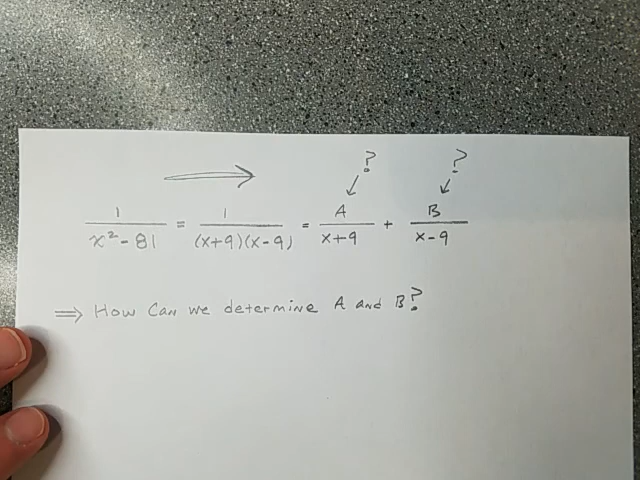 ? ?
1/(x² - 81) = 1/((x+9)(x-9)) = A/(x+9) + B/(x-9)
⇒ How Can we determine A and B?